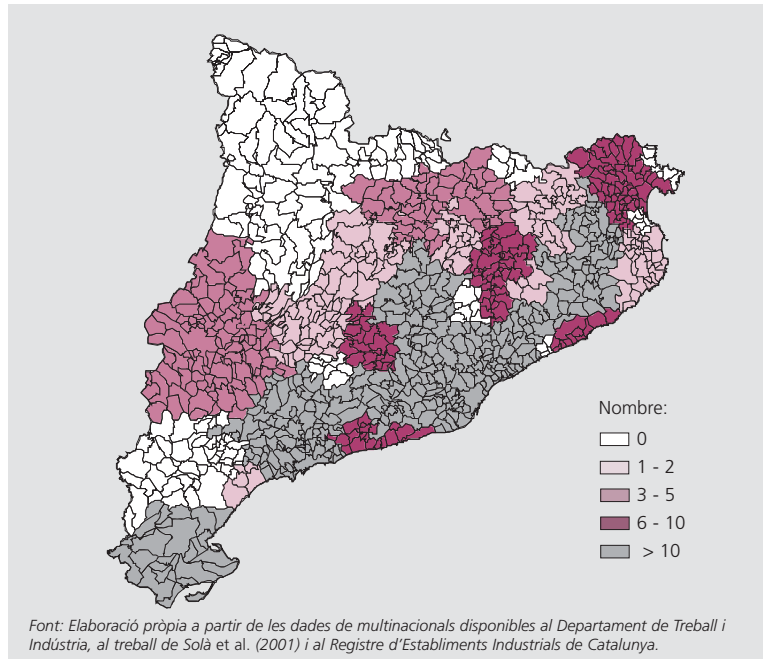 Nombre:
0
1 - 2
3 - 5
6 - 10
> 10
Font: Elaboració pròpia a partir de les dades de multinacionals disponibles al Departament de Treball i
Indústria, al treball de Solà et al. (2001) i al Registre d'Establiments Industrials de Catalunya.